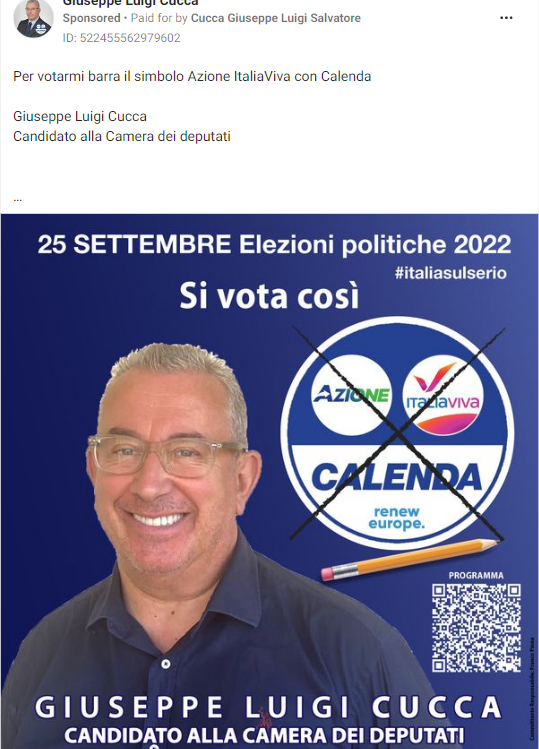 Giuseppe Luigi Cucca
Sponsored • Paid for by Cucca Giuseppe Luigi Salvatore
ID: 522455562979602
Per votarmi barra il simbolo Azione ItaliaViva con Calenda
Giuseppe Luigi Cucca
Candidato alla Camera dei deputati
...
25 SETTEMBRE Elezioni politiche 2022
#italiasulserio
Si vota così
AZIONE
ITALIAVIVA
CALENDA
renew
europe.
PROGRAMMA
GIUSEPPE LUIGI CUCCA
CANDIDATO ALLA CAMERA DEI DEPUTATI